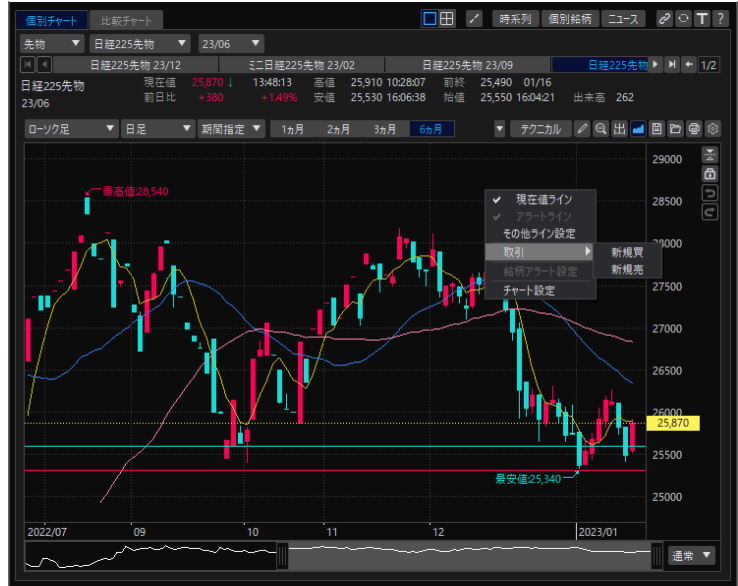 個別チャート 比較チャート 時系列 個別銘柄 ニュース T ?
先物 ▼ 日経225先物 ▼ 23/06 ▼
日経225先物 23/12 ミニ日経225先物 23/02 日経225先物 23/09 日経225先物 1/2
日経225先物 現在値 25,870 ↓ 13:48:13 高値 25,910 10:28:07 前終 25,490 01/16
23/06 前日比 +380 +1.49% 安値 25,530 16:06:38 始値 25,550 16:04:21 出来高 262
ローソク足 ▼ 日足 ▼ 期間指定 ▼ 1ヵ月 2ヵ月 3ヵ月 6ヵ月 ▼ テクニカル
29000
最高値:28,540
28500
✓ 現在値ライン
✓ アラートライン
その他ライン設定
取引 新規買
銘柄アラート設定 新規売
チャート設定
27500
27000
26500
26000
25,870
25500
最安値:25,340
25000
2022/07 09 10 11 12 2023/01
通常 ▼